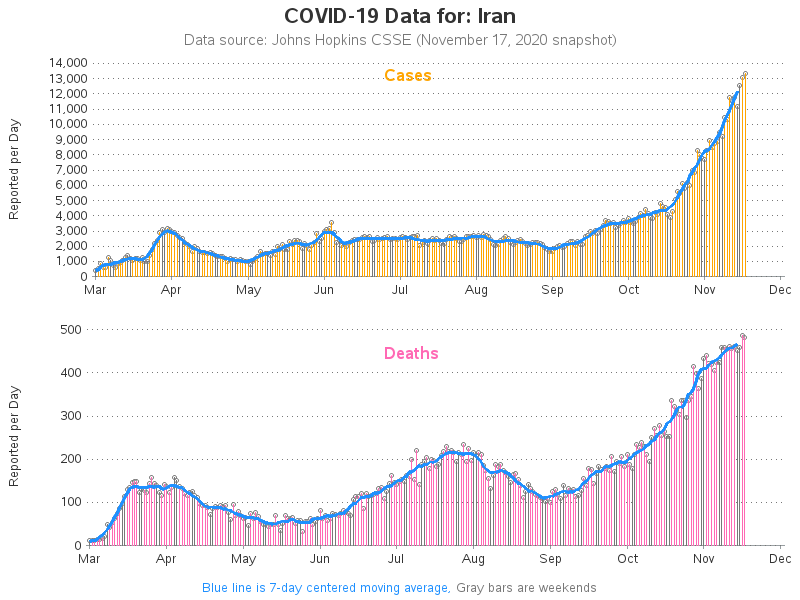 COVID-19 Data for: Iran
Data source: Johns Hopkins CSSE (November 17, 2020 snapshot)
Cases
Reported per Day
14,000
13,000
12,000
11,000
10,000
9,000
8,000
7,000
6,000
5,000
4,000
3,000
2,000
1,000
0
Mar Apr May Jun Jul Aug Sep Oct Nov Dec
Deaths
Reported per Day
500
400
300
200
100
0
Mar Apr May Jun Jul Aug Sep Oct Nov Dec
Blue line is 7-day centered moving average, Gray bars are weekends